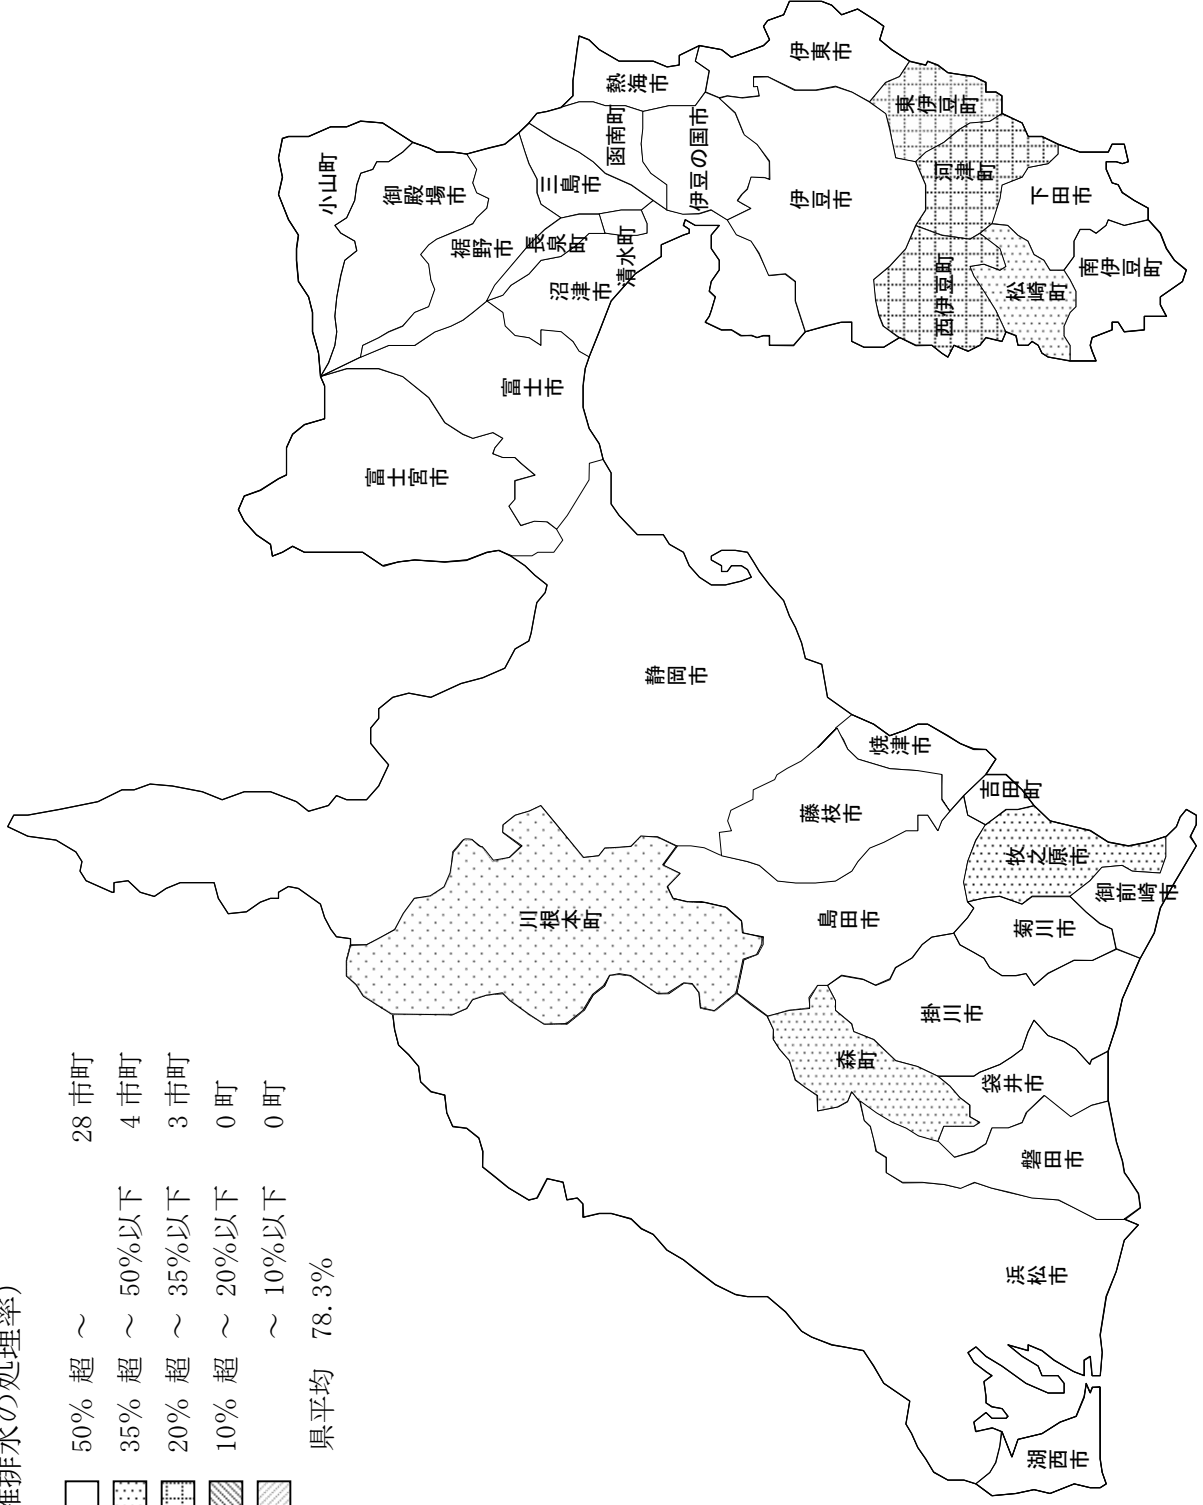 雑排水の処理率)
50% 超 ～ 28 市町
35% 超 ～ 50%以下 4 市町
20% 超 ～ 35%以下 3 市町
10% 超 ～ 20%以下 0 町
～ 10%以下 0 町
県平均 78.3%
小山町
御殿場市
裾野市
長泉町
三島市
函南町
熱海市
清水町
沼津市
伊豆の国市
伊東市
伊豆市
東伊豆町
河津町
下田市
西伊豆町
松崎町
南伊豆町
富士市
富士宮市
静岡市
焼津市
藤枝市
吉田町
川根本町
島田市
牧之原市
御前崎市
菊川市
掛川市
森町
袋井市
磐田市
浜松市
湖西市